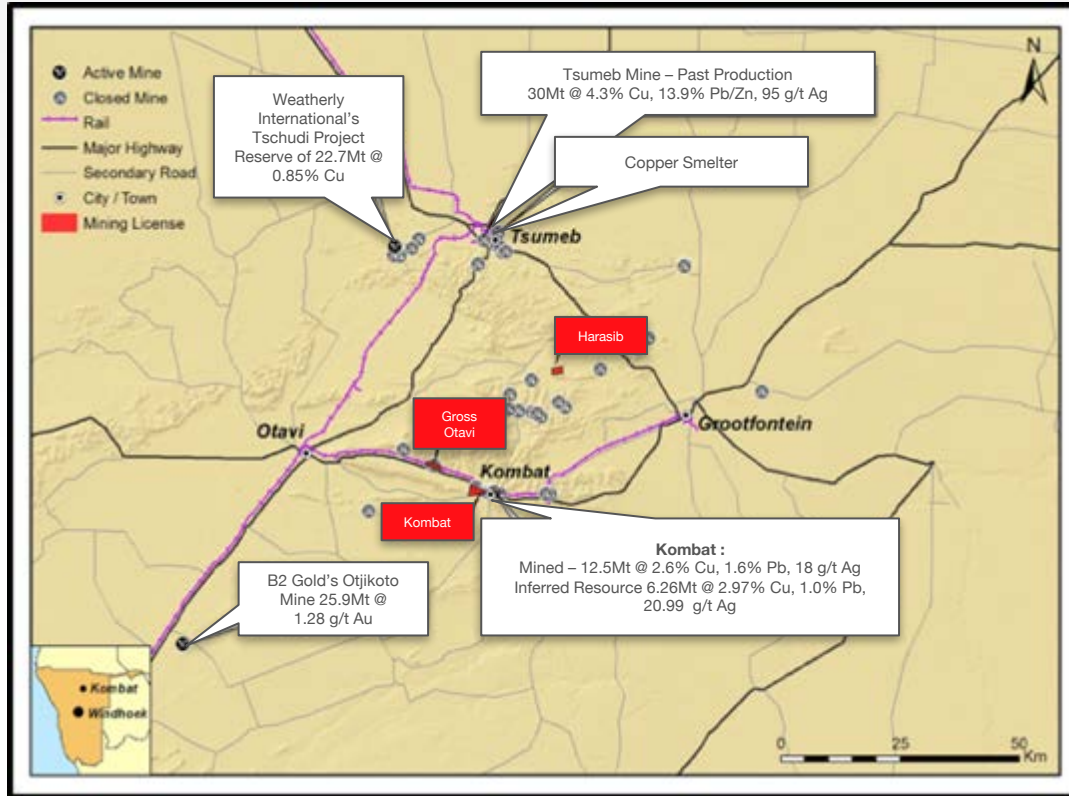 Active Mine
Closed Mine
Rail
Major Highway
Secondary Road
City / Town
Mining License
Weatherly
International's
Tschudi Project
Reserve of 22.7Mt @
0.85% Cu
Tsumeb Mine – Past Production
30Mt @ 4.3% Cu, 13.9% Pb/Zn, 95 g/t Ag
Copper Smelter
N
Tsumeb
Harasib
Gross
Otavi
Otavi
Grootfontein
Kombat
Kombat
Kombat :
Mined – 12.5Mt @ 2.6% Cu, 1.6% Pb, 18 g/t Ag
Inferred Resource 6.26Mt @ 2.97% Cu, 1.0% Pb,
20.99 g/t Ag
B2 Gold's Otjikoto
Mine 25.9Mt @
1.28 g/t Au
Kombat
Windhoek
0 25 50
Km